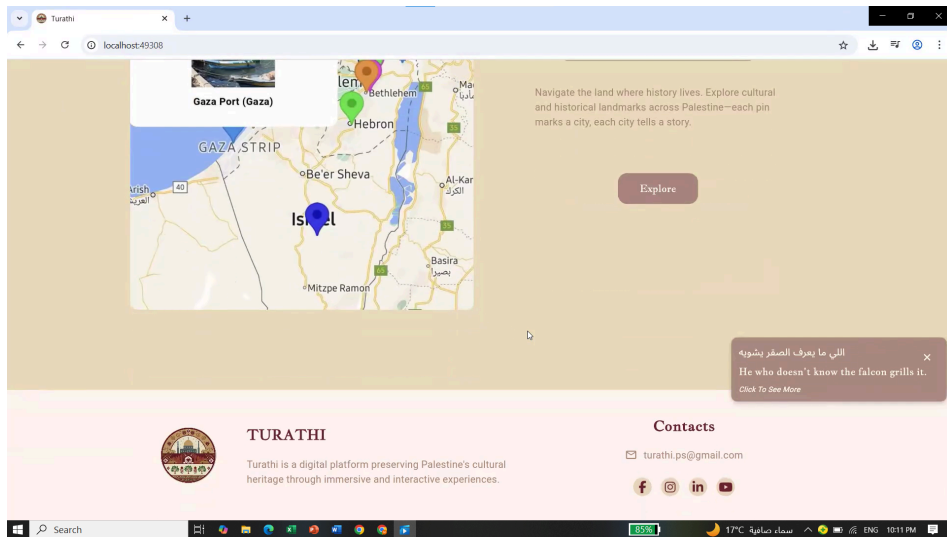 Turathi
localhost:49308
Gaza Port (Gaza)
Bethlehem
65
Hebron
35
GAZA STRIP
Be'er Sheva
40
Arish
العريش
Al-Kar
الكرك
35
Basira
بصيرا
65
Mitzpe Ramon
Navigate the land where history lives. Explore cultural
and historical landmarks across Palestine—each pin
marks a city, each city tells a story.
Explore
اللي ما يعرف الصقر يشويه
He who doesn't know the falcon grills it.
Click To See More
TURATHI
Turathi is a digital platform preserving Palestine's cultural
heritage through immersive and interactive experiences.
Contacts
turathi.ps@gmail.com
Search
85%
17°C سماء صافية
ENG
10:11 PM